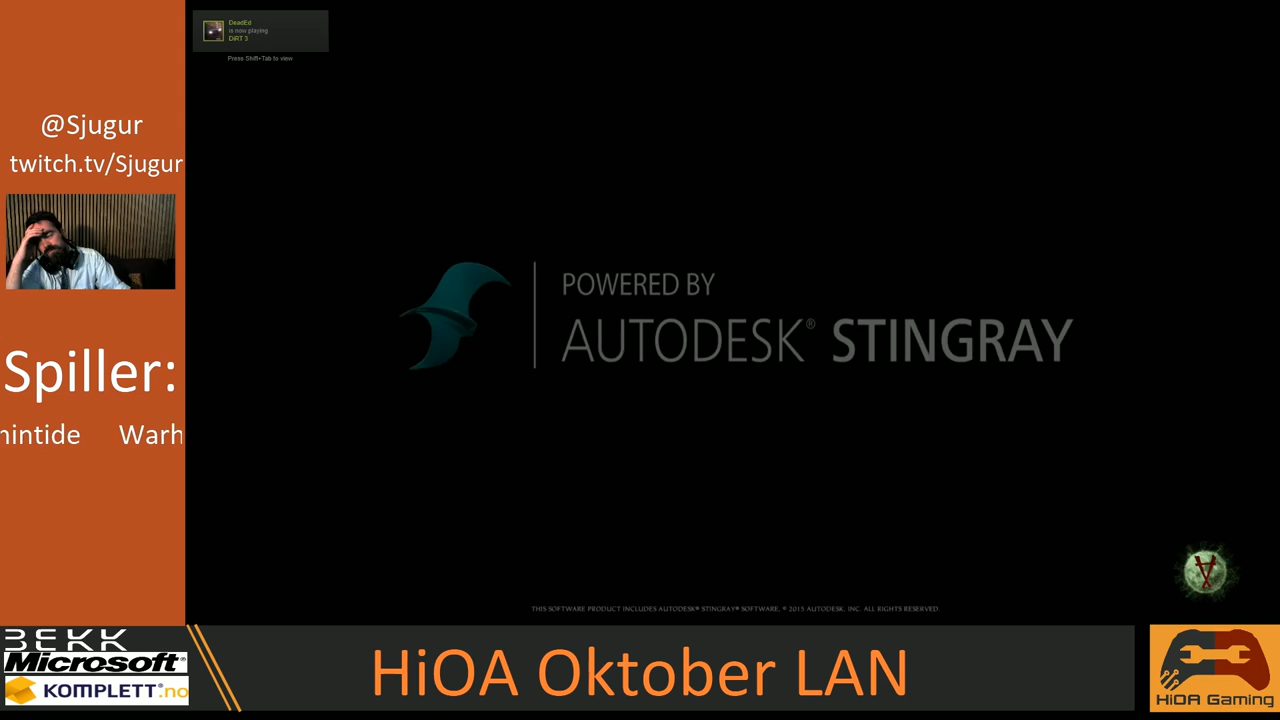 DeadEd
is now playing
DiRT 3
Press Shift+Tab to view
@Sjugur
twitch.tv/Sjugur
POWERED BY
AUTODESK® STINGRAY
Spiller:
hintide Warh
THIS SOFTWARE PRODUCT INCLUDES AUTODESK® STINGRAY® SOFTWARE, © 2015 AUTODESK, INC. ALL RIGHTS RESERVED.
BEKK
Microsoft
KOMPLETT.no
HiOA Oktober LAN
HiOA Gaming